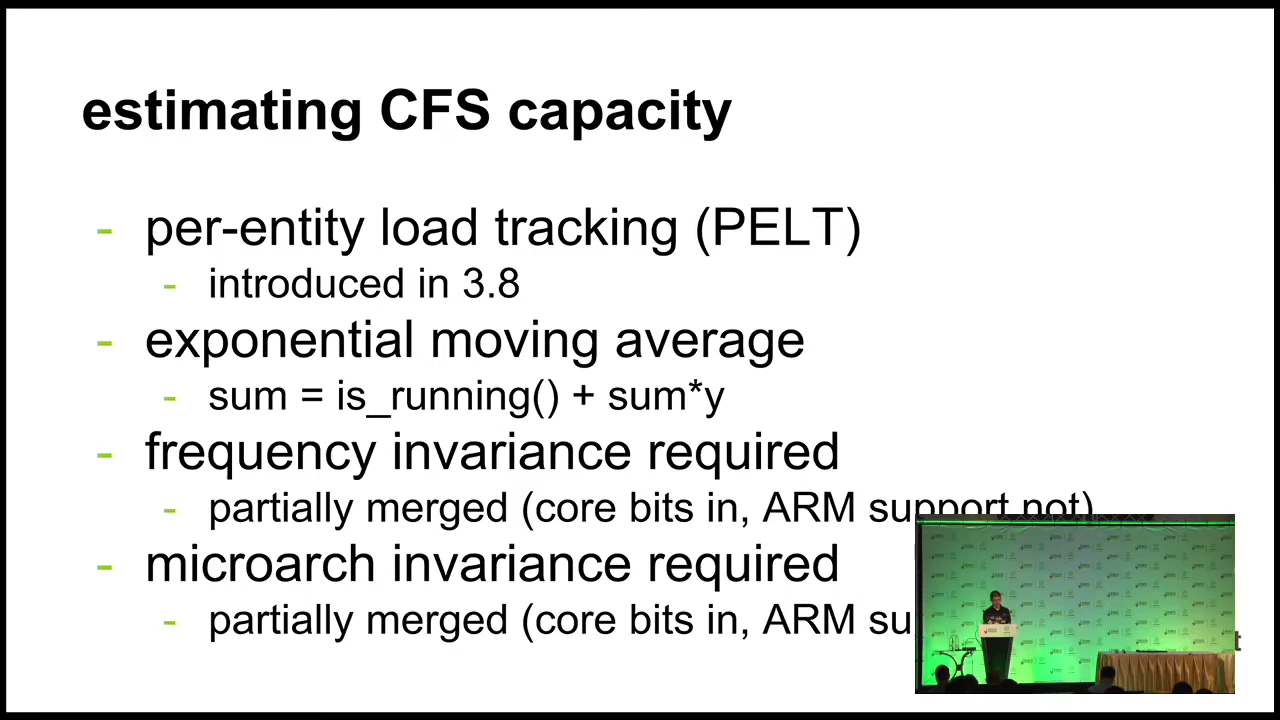 estimating CFS capacity
- per-entity load tracking (PELT)
- introduced in 3.8
- exponential moving average
- sum = is_running() + sum*y
- frequency invariance required
- partially merged (core bits in, ARM support not)
- microarch invariance required
- partially merged (core bits in, ARM su